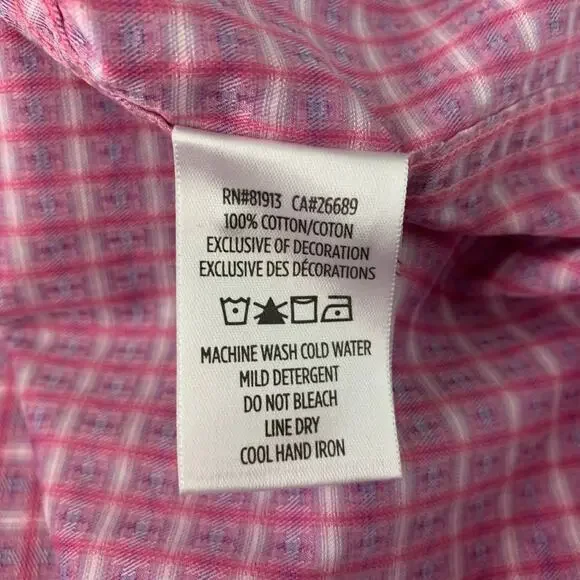 RN#81913 CA#26689
100% COTTON/COTON
EXCLUSIVE OF DECORATION
EXCLUSIVE DES DÉCORATIONS
MACHINE WASH COLD WATER
MILD DETERGENT
DO NOT BLEACH
LINE DRY
COOL HAND IRON